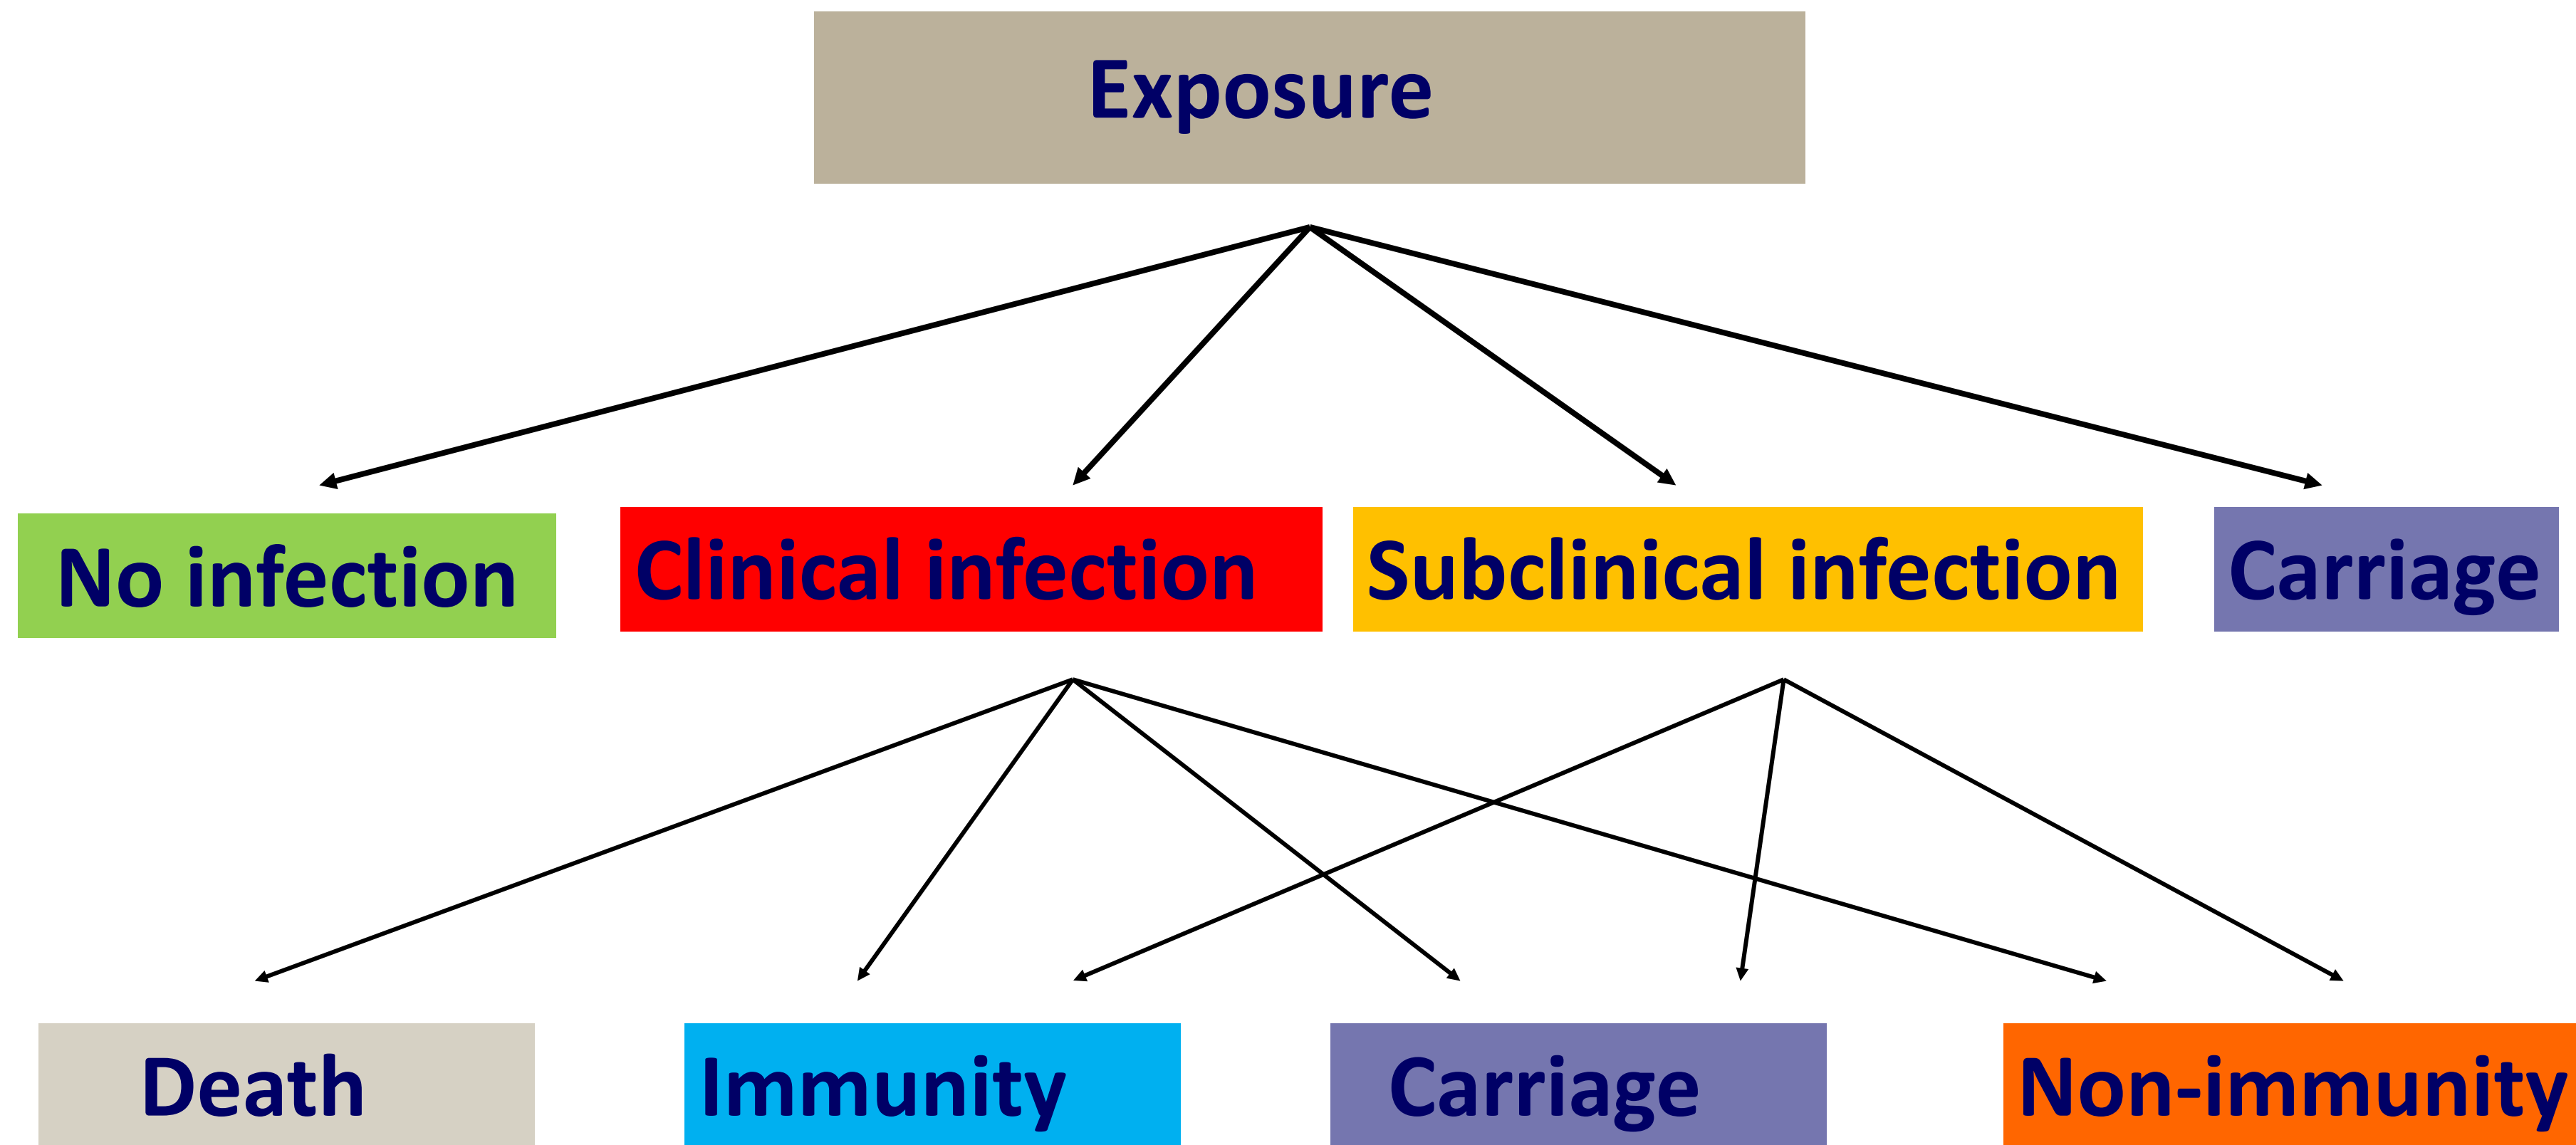 Exposure
No infection
Clinical infection
Subclinical infection
Carriage
Death
Immunity
Carriage
Non-immunity